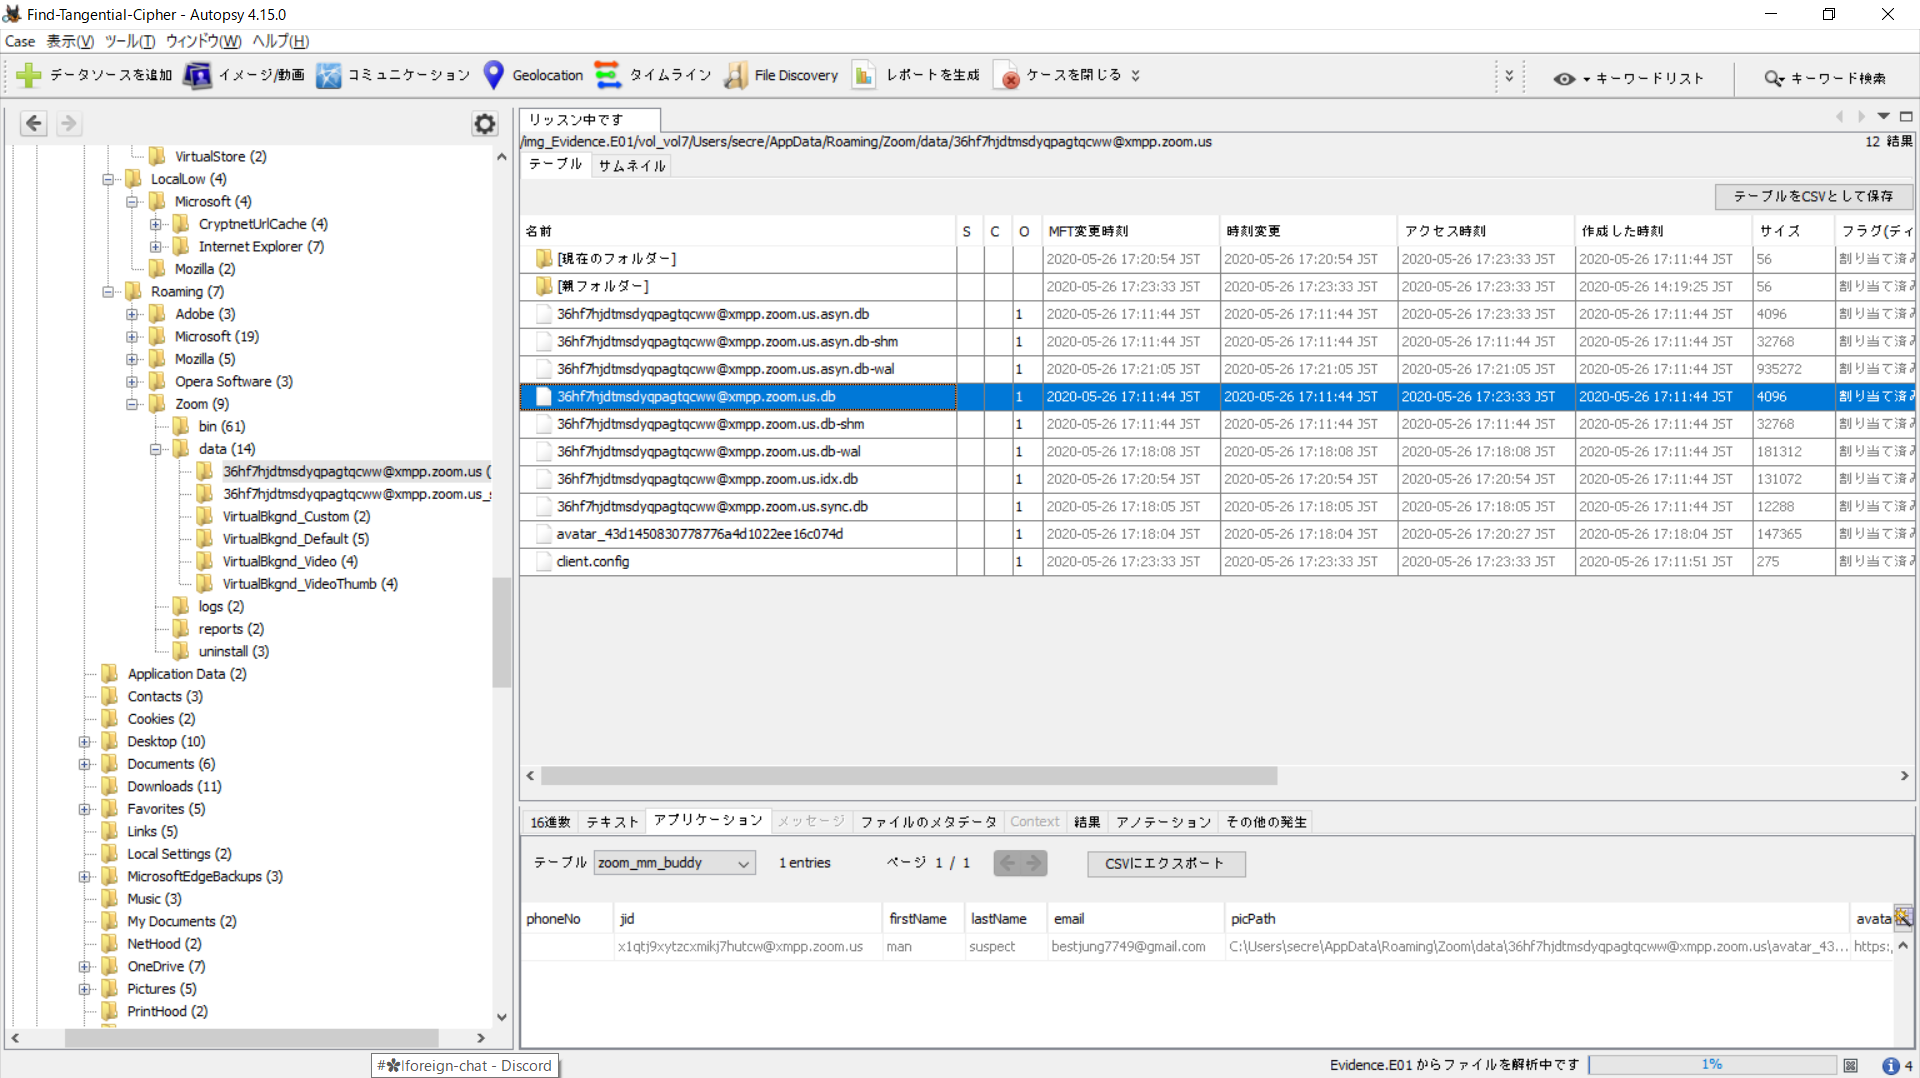 Find-Tangential-Cipher - Autopsy 4.15.0
Case 表示(V) ツール(T) ウィンドウ(W) ヘルプ(H)
データソースを追加 イメージ/動画 コミュニケーション Geolocation タイムライン File Discovery レポートを生成 ケースを閉じる キーワードリスト キーワード検索
VirtualStore (2)
LocalLow (4)
Microsoft (4)
CryptnetUrlCache (4)
Internet Explorer (7)
Mozilla (2)
Roaming (7)
Adobe (3)
Microsoft (19)
Mozilla (5)
Opera Software (3)
Zoom (9)
bin (61)
data (14)
36hf7hjdtmsdyqpagtqcww@xmpp.zoom.us (
36hf7hjdtmsdyqpagtqcww@xmpp.zoom.us_s
VirtualBkgnd_Custom (2)
VirtualBkgnd_Default (5)
VirtualBkgnd_Video (4)
VirtualBkgnd_VideoThumb (4)
logs (2)
reports (2)
uninstall (3)
Application Data (2)
Contacts (3)
Cookies (2)
Desktop (10)
Documents (6)
Downloads (11)
Favorites (5)
Links (5)
Local Settings (2)
MicrosoftEdgeBackups (3)
Music (3)
My Documents (2)
NetHood (2)
OneDrive (7)
Pictures (5)
PrintHood (2)
リッスン中です
/img_Evidence.E01/vol_vol7/Users/secre/AppData/Roaming/Zoom/data/36hf7hjdtmsdyqpagtqcww@xmpp.zoom.us 12 結果
テーブル サムネイル
テーブルをCSVとして保存
名前 S C O MFT変更時刻 時刻変更 アクセス時刻 作成した時刻 サイズ フラグ(ディ
[現在のフォルダー] 2020-05-26 17:20:54 JST 2020-05-26 17:20:54 JST 2020-05-26 17:23:33 JST 2020-05-26 17:11:44 JST 56 割り当て済み
[親フォルダー] 2020-05-26 17:23:33 JST 2020-05-26 17:23:33 JST 2020-05-26 17:23:33 JST 2020-05-26 14:19:25 JST 56 割り当て済み
36hf7hjdtmsdyqpagtqcww@xmpp.zoom.us.asyn.db 1 2020-05-26 17:11:44 JST 2020-05-26 17:11:44 JST 2020-05-26 17:23:33 JST 2020-05-26 17:11:44 JST 4096 割り当て済み
36hf7hjdtmsdyqpagtqcww@xmpp.zoom.us.asyn.db-shm 1 2020-05-26 17:11:44 JST 2020-05-26 17:11:44 JST 2020-05-26 17:11:44 JST 2020-05-26 17:11:44 JST 32768 割り当て済み
36hf7hjdtmsdyqpagtqcww@xmpp.zoom.us.asyn.db-wal 1 2020-05-26 17:21:05 JST 2020-05-26 17:21:05 JST 2020-05-26 17:21:05 JST 2020-05-26 17:11:44 JST 935272 割り当て済み
36hf7hjdtmsdyqpagtqcww@xmpp.zoom.us.db 1 2020-05-26 17:11:44 JST 2020-05-26 17:11:44 JST 2020-05-26 17:23:33 JST 2020-05-26 17:11:44 JST 4096 割り当て済み
36hf7hjdtmsdyqpagtqcww@xmpp.zoom.us.db-shm 1 2020-05-26 17:11:44 JST 2020-05-26 17:11:44 JST 2020-05-26 17:11:44 JST 2020-05-26 17:11:44 JST 32768 割り当て済み
36hf7hjdtmsdyqpagtqcww@xmpp.zoom.us.db-wal 1 2020-05-26 17:18:08 JST 2020-05-26 17:18:08 JST 2020-05-26 17:18:08 JST 2020-05-26 17:11:44 JST 181312 割り当て済み
36hf7hjdtmsdyqpagtqcww@xmpp.zoom.us.idx.db 1 2020-05-26 17:20:54 JST 2020-05-26 17:20:54 JST 2020-05-26 17:20:54 JST 2020-05-26 17:11:44 JST 131072 割り当て済み
36hf7hjdtmsdyqpagtqcww@xmpp.zoom.us.sync.db 1 2020-05-26 17:18:05 JST 2020-05-26 17:18:05 JST 2020-05-26 17:18:05 JST 2020-05-26 17:11:44 JST 12288 割り当て済み
avatar_43d1450830778776a4d1022ee16c074d 1 2020-05-26 17:18:04 JST 2020-05-26 17:18:04 JST 2020-05-26 17:20:27 JST 2020-05-26 17:18:04 JST 147365 割り当て済み
client.config 1 2020-05-26 17:23:33 JST 2020-05-26 17:23:33 JST 2020-05-26 17:23:33 JST 2020-05-26 17:11:51 JST 275 割り当て済み
16進数 テキスト アプリケーション メッセージ ファイルのメタデータ Context 結果 アノテーション その他の発生
テーブル zoom_mm_buddy 1 entries ページ 1 / 1 CSVにエクスポート
phoneNo jid firstName lastName email picPath avata
x1qtj9xytzcxmikj7hutcw@xmpp.zoom.us man suspect bestjung7749@gmail.com C:\Users\secre\AppData\Roaming\Zoom\data\36hf7hjdtmsdyqpagtqcww@xmpp.zoom.us\avatar_43... https:
#✽!foreign-chat - Discord
Evidence.E01 からファイルを解析中です 1% 4